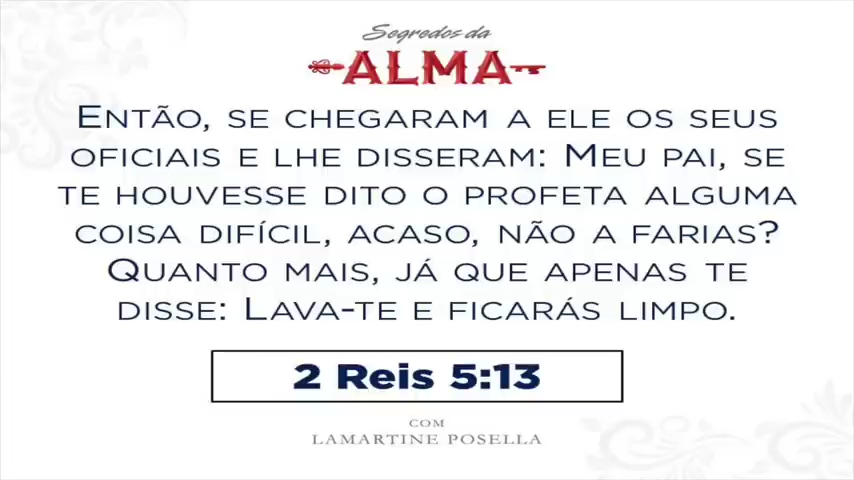 Segredos da
ALMA
ENTÃO, SE CHEGARAM A ELE OS SEUS
OFICIAIS E LHE DISSERAM: MEU PAI, SE
TE HOUVESSE DITO O PROFETA ALGUMA
COISA DIFÍCIL, ACASO, NÃO A FARIAS?
QUANTO MAIS, JÁ QUE APENAS TE
DISSE: LAVA-TE E FICARÁS LIMPO.
2 Reis 5:13
COM
LAMARTINE POSELLA